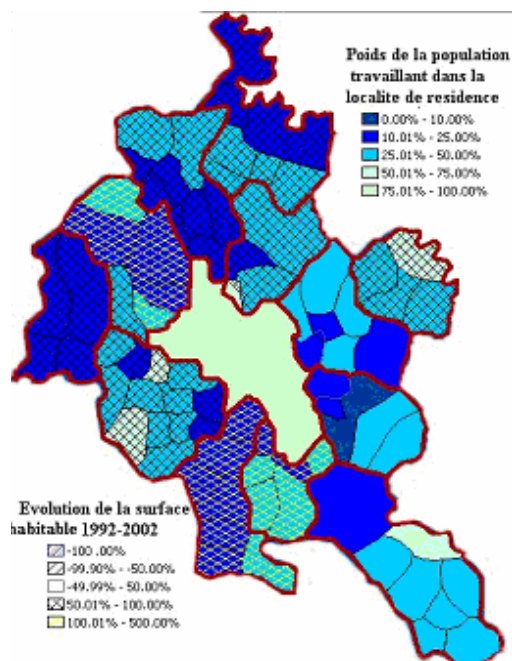 Poids de la population
travaillant dans la
localite de residence
0.00% - 10.00%
10.01% - 25.00%
25.01% - 50.00%
50.01% - 75.00%
75.01% - 100.00%
Evolution de la surface
habitable 1992-2002
-100 .00%
-99.90% - -50.00%
-49.99% - 50.00%
50.01% - 100.00%
100.01% - 500.00%